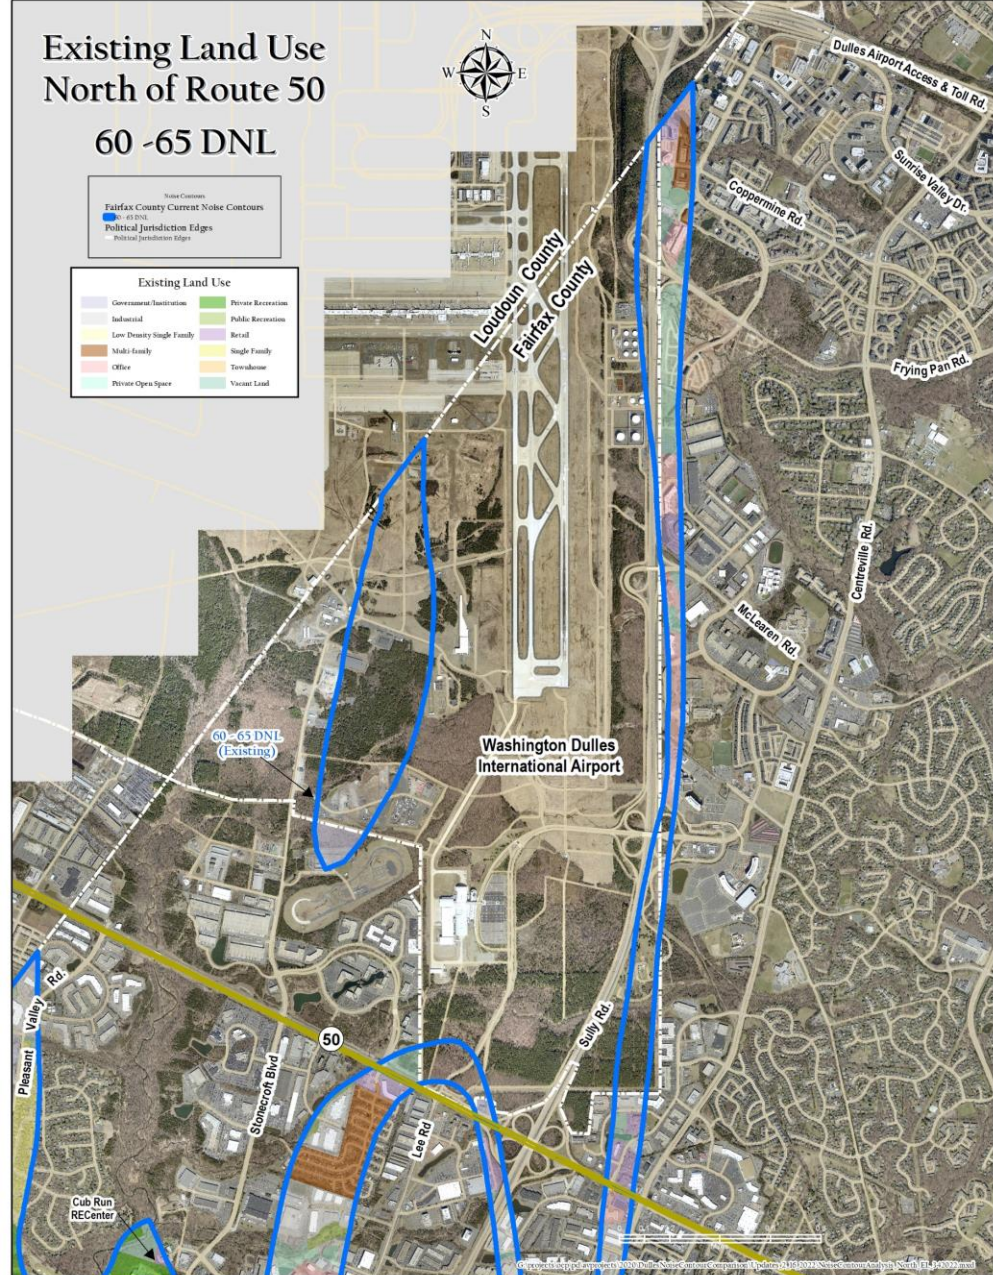 Existing Land Use
North of Route 50
60 -65 DNL
N
W
E
S
Noise Contours
Fairfax County Current Noise Contours
60 - 65 DNL
Political Jurisdiction Edges
Political Jurisdiction Edges
Existing Land Use
Government/Institution
Industrial
Low Density Single Family
Multi-family
Office
Private Open Space
Private Recreation
Public Recreation
Retail
Single Family
Townhouse
Vacant Land
Dulles Airport Access & Toll Rd.
Sunrise Valley Dr.
Coppermine Rd.
Loudoun County
Fairfax County
Frying Pan Rd.
Centreville Rd.
McLearen Rd.
60 - 65 DNL
(Existing)
Washington Dulles
International Airport
Pleasant Valley Rd.
50
Sully Rd.
Stonecroft Blvd
Lee Rd
Cub Run
RECenter